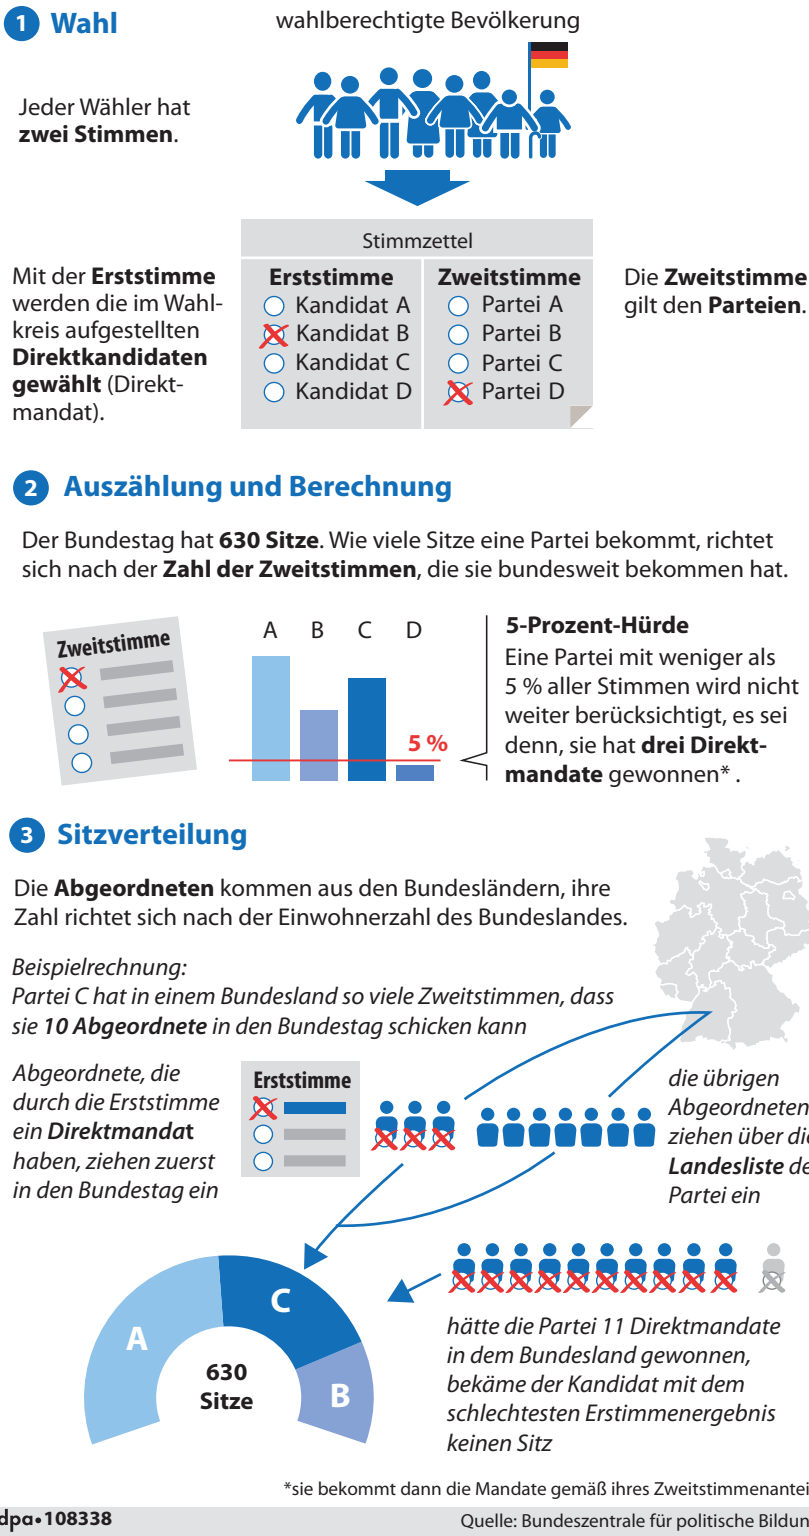 1 Wahl
wahlberechtigte Bevölkerung
Jeder Wähler hat
zwei Stimmen.
Stimmzettel
Mit der Erststimme
werden die im Wahl-
kreis aufgestellten
Direktkandidaten
gewählt (Direkt-
mandat).
Erststimme
Kandidat A
Kandidat B
Kandidat C
Kandidat D
Zweitstimme
Partei A
Partei B
Partei C
Partei D
Die Zweitstimme
gilt den Parteien.
2 Auszählung und Berechnung
Der Bundestag hat 630 Sitze. Wie viele Sitze eine Partei bekommt, richtet
sich nach der Zahl der Zweitstimmen, die sie bundesweit bekommen hat.
Zweitstimme
A B C D
5 %
5-Prozent-Hürde
Eine Partei mit weniger als
5 % aller Stimmen wird nicht
weiter berücksichtigt, es sei
denn, sie hat drei Direkt-
mandate gewonnen* .
3 Sitzverteilung
Die Abgeordneten kommen aus den Bundesländern, ihre
Zahl richtet sich nach der Einwohnerzahl des Bundeslandes.
Beispielrechnung:
Partei C hat in einem Bundesland so viele Zweitstimmen, dass
sie 10 Abgeordnete in den Bundestag schicken kann
Abgeordnete, die
durch die Erststimme
ein Direktmandat
haben, ziehen zuerst
in den Bundestag ein
Erststimme
die übrigen
Abgeordneten
ziehen über die
Landesliste de
Partei ein
A
C
B
630
Sitze
hätte die Partei 11 Direktmandate
in dem Bundesland gewonnen,
bekäme der Kandidat mit dem
schlechtesten Erstimmenergebnis
keinen Sitz
*sie bekommt dann die Mandate gemäß ihres Zweitstimmenantei
dpa•108338
Quelle: Bundeszentrale für politische Bildun